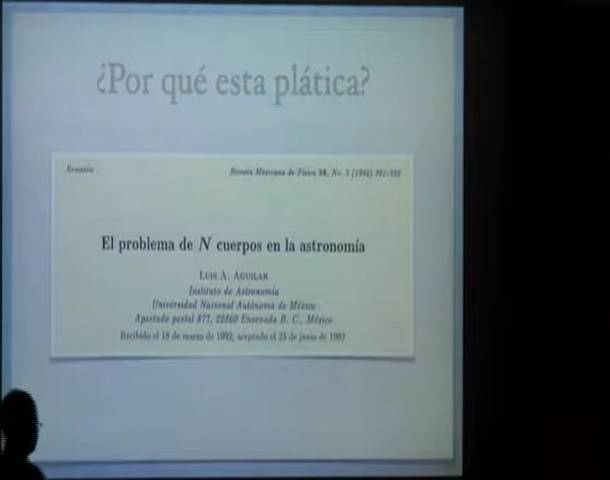 ¿Por qué esta plática?
Revisión
Revista Mexicana de Física 38, No. 5 (1992)
El problema de N cuerpos en la astronomía
Luis A. Aguilar
Instituto de Astronomía
Universidad Nacional Autónoma de México
Apartado postal 877, 22860 Ensenada B. C., México
Recibido el 18 de marzo de 1992; aceptado el 23 de junio de 1992